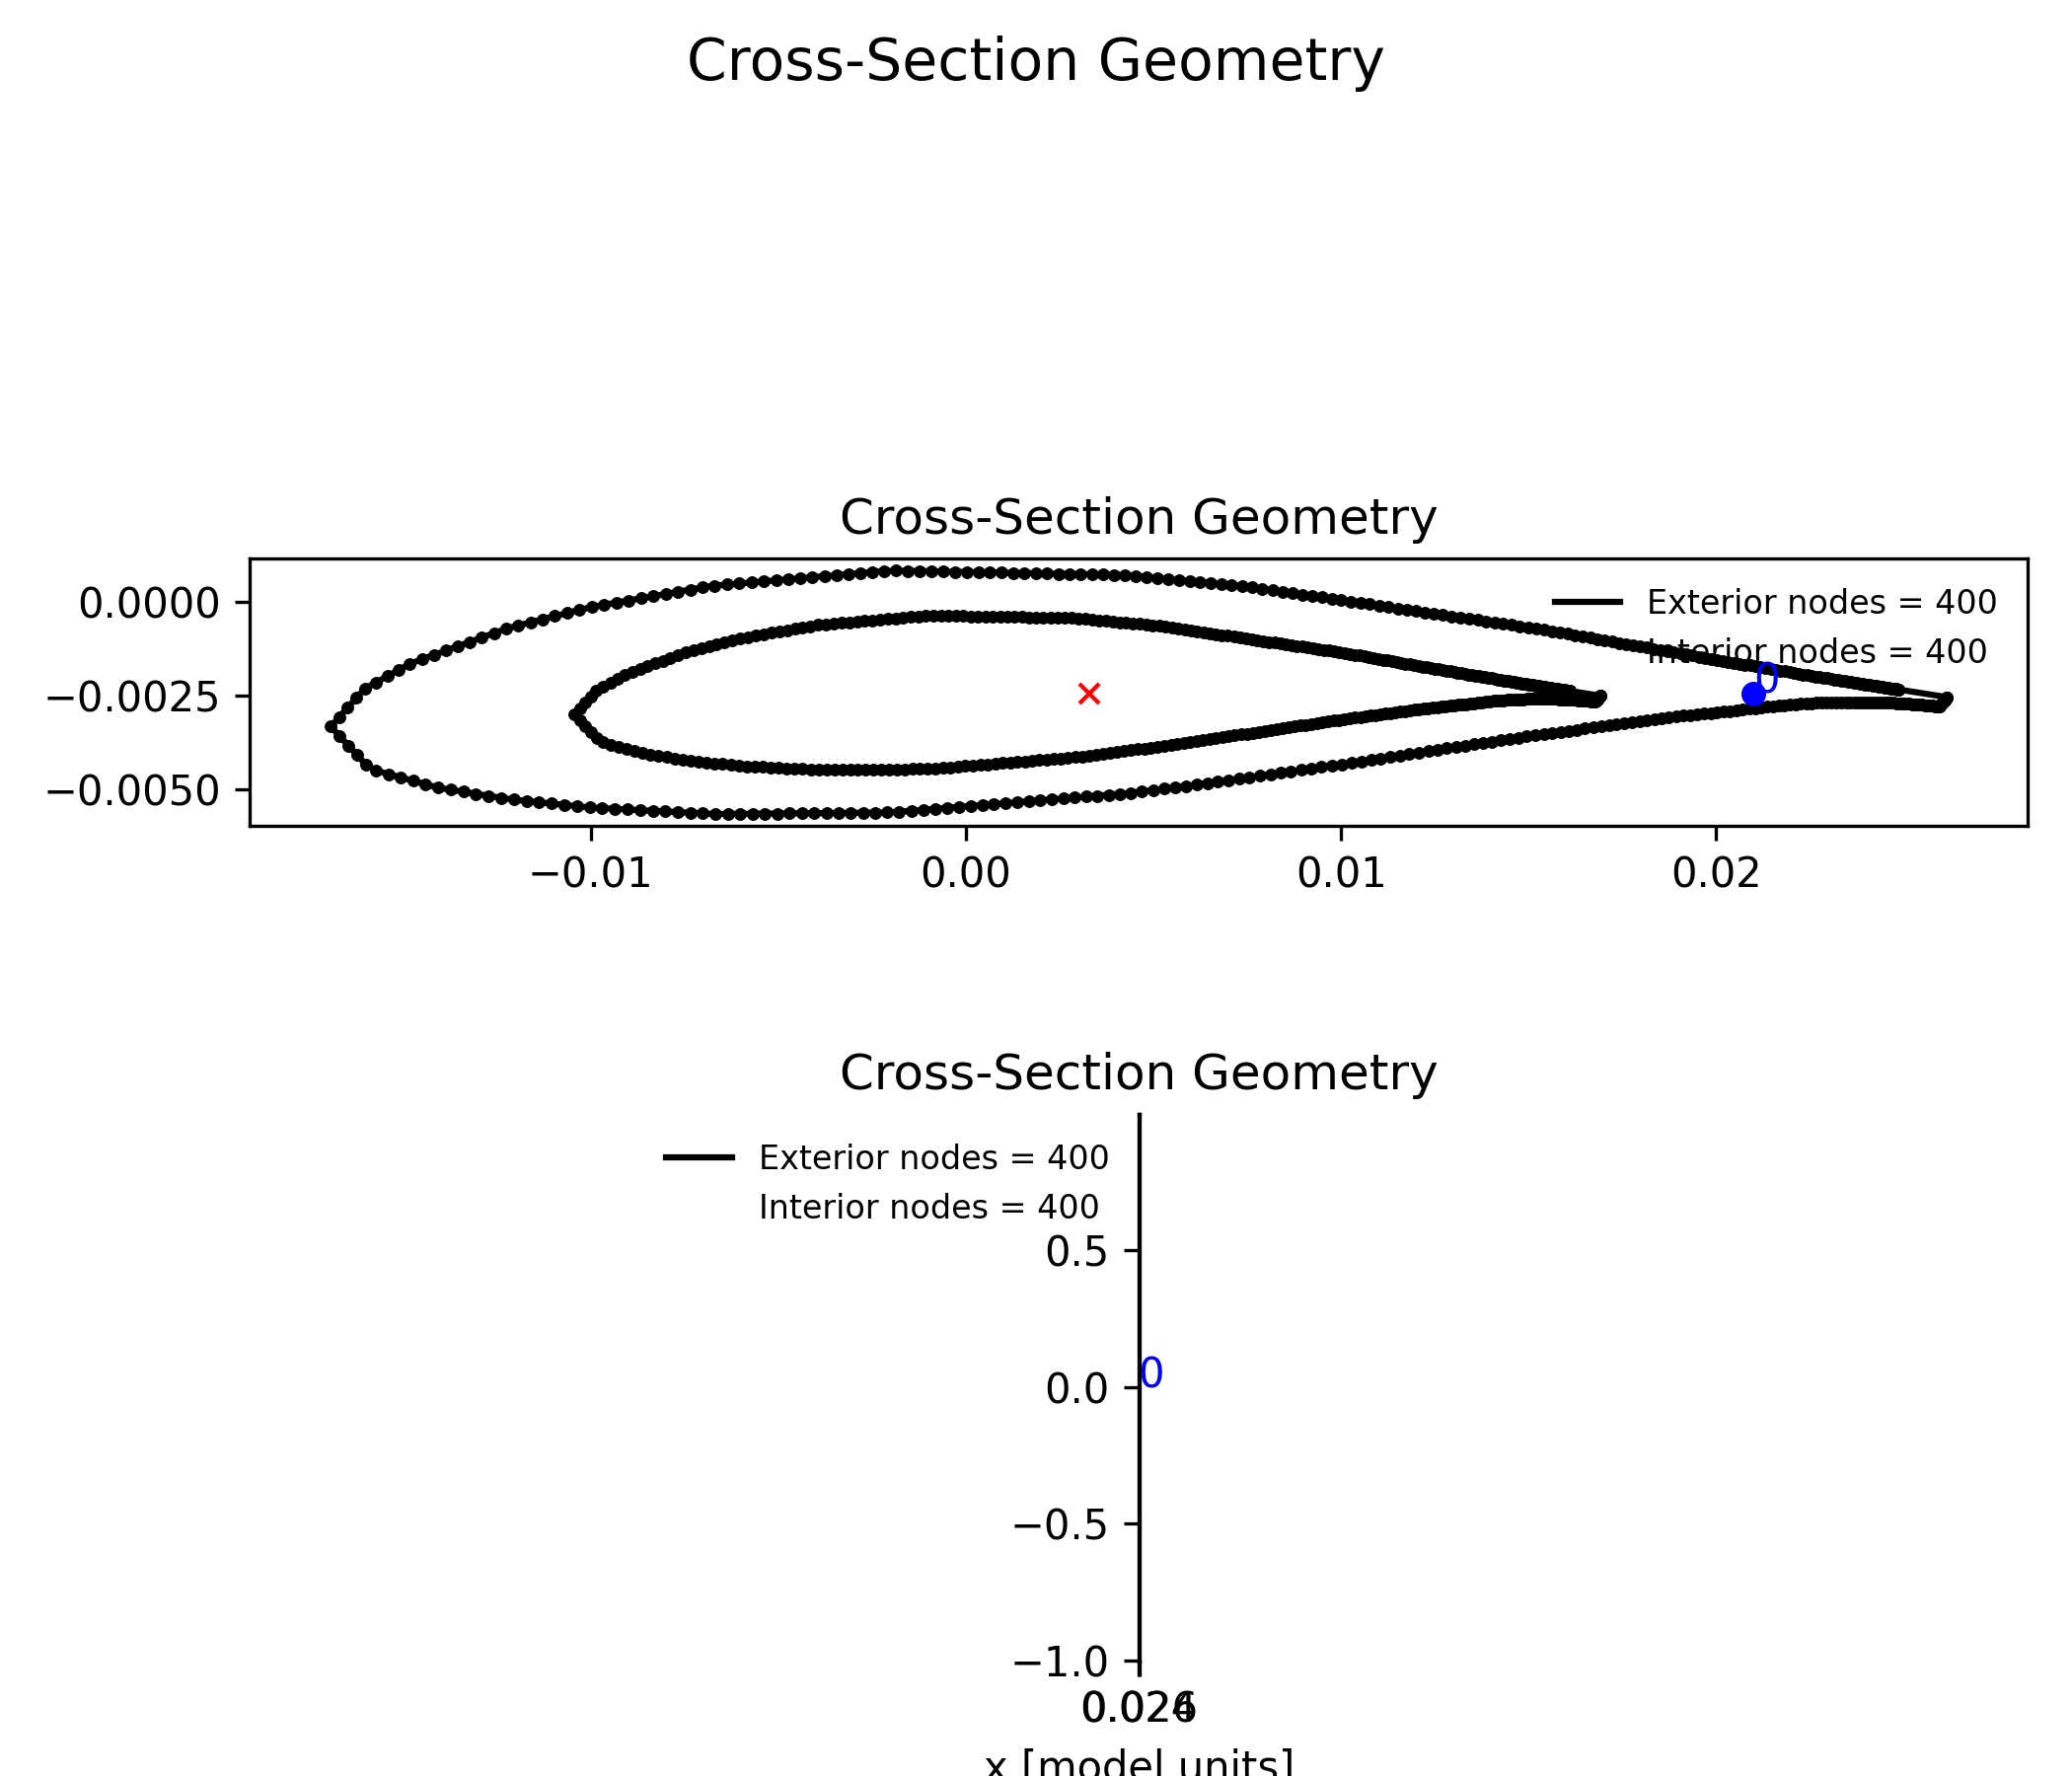 Cross-Section Geometry
Cross-Section Geometry
0.0000
−0.0025
−0.0050
Exterior nodes = 400
Interior nodes = 400
0
−0.01
0.00
0.01
0.02
Cross-Section Geometry
Exterior nodes = 400
Interior nodes = 400
0.5
0.0
0
−0.5
−1.0
x [model units]